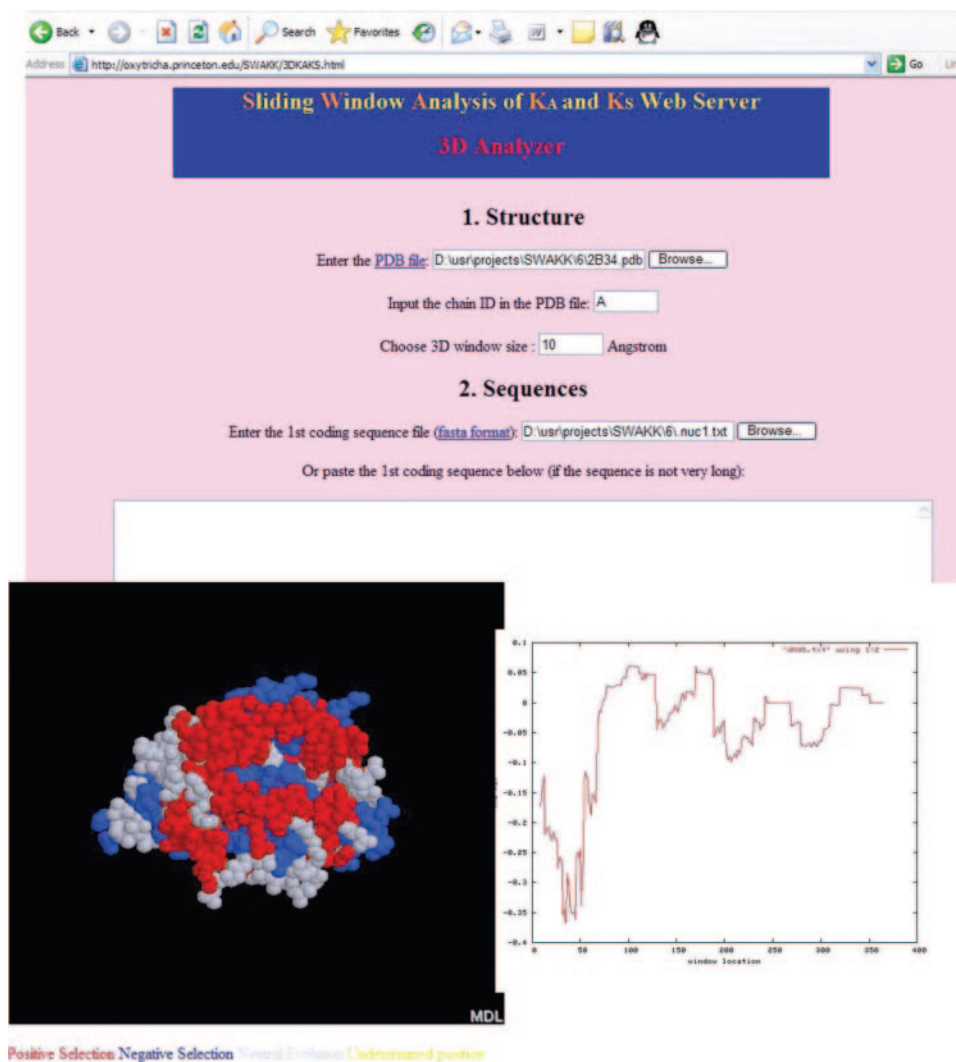 Back Search Favorites
Address http://oxytricha.princeton.edu/SWAKK/3DKAKS.html Go
Sliding Window Analysis of KA and KS Web Server
3D Analyzer
1. Structure
Enter the PDB file: D:\usr\projects\SWAKK\6\2B34.pdb Browse...
Input the chain ID in the PDB file: A
Choose 3D window size : 10 Angstrom
2. Sequences
Enter the 1st coding sequence file (fasta format): D:\usr\projects\SWAKK\6\.nuc1.txt Browse...
Or paste the 1st coding sequence below (if the sequence is not very long):
0.1
0.05
0
-0.05
-0.1
-0.15
-0.2
-0.25
-0.3
-0.35
-0.4
using 1:2
0 50 100 150 200 250 300 350 400
window location
MDL
Positive Selection Negative Selection Neutral Evolution Undetermined position